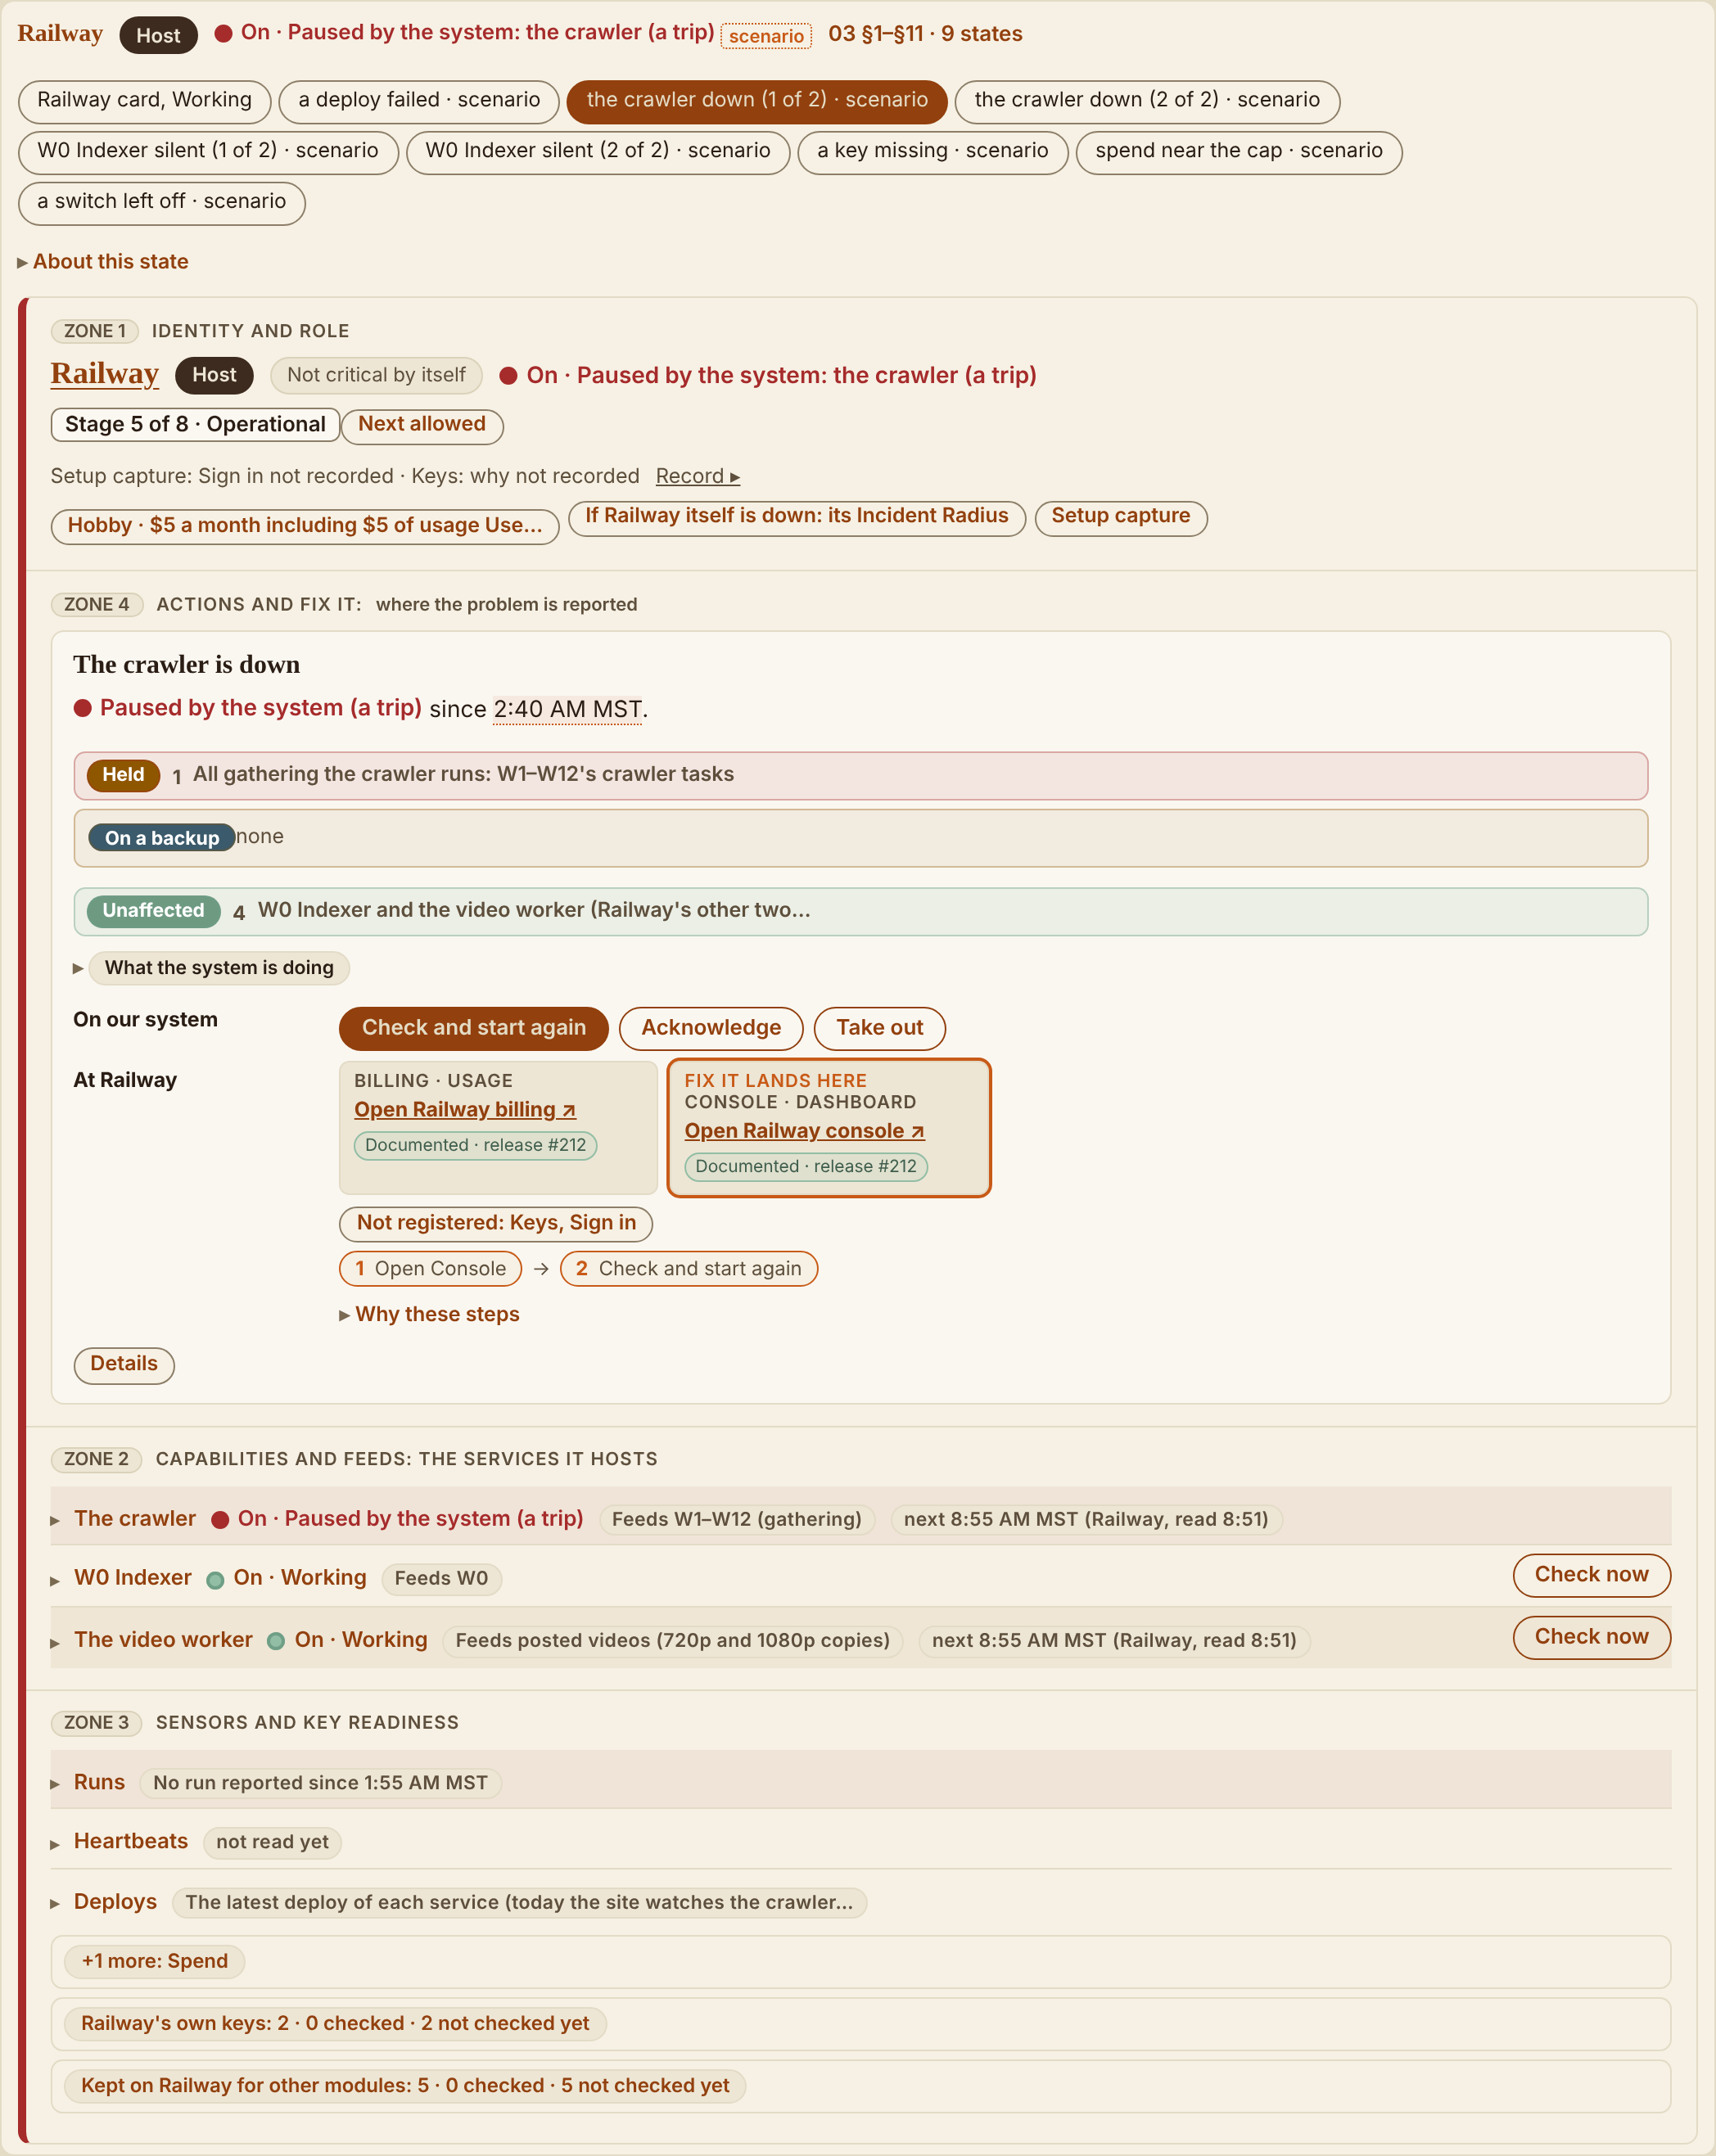 Railway Host On · Paused by the system: the crawler (a trip) scenario 03 §1–§11 · 9 states
Railway card, Working a deploy failed · scenario the crawler down (1 of 2) · scenario the crawler down (2 of 2) · scenario
W0 Indexer silent (1 of 2) · scenario W0 Indexer silent (2 of 2) · scenario a key missing · scenario spend near the cap · scenario
a switch left off · scenario
▸ About this state
ZONE 1 IDENTITY AND ROLE
Railway Host Not critical by itself On · Paused by the system: the crawler (a trip)
Stage 5 of 8 · Operational Next allowed
Setup capture: Sign in not recorded · Keys: why not recorded Record ▸
Hobby · $5 a month including $5 of usage Use... If Railway itself is down: its Incident Radius Setup capture
ZONE 4 ACTIONS AND FIX IT: where the problem is reported
The crawler is down
Paused by the system (a trip) since 2:40 AM MST.
Held 1 All gathering the crawler runs: W1–W12's crawler tasks
On a backup none
Unaffected 4 W0 Indexer and the video worker (Railway's other two...
▸ What the system is doing
On our system Check and start again Acknowledge Take out
At Railway
BILLING · USAGE
Open Railway billing ↗
Documented · release #212
FIX IT LANDS HERE
CONSOLE · DASHBOARD
Open Railway console ↗
Documented · release #212
Not registered: Keys, Sign in
1 Open Console → 2 Check and start again
▸ Why these steps
Details
ZONE 2 CAPABILITIES AND FEEDS: THE SERVICES IT HOSTS
▸ The crawler On · Paused by the system (a trip) Feeds W1–W12 (gathering) next 8:55 AM MST (Railway, read 8:51)
▸ W0 Indexer On · Working Feeds W0 Check now
▸ The video worker On · Working Feeds posted videos (720p and 1080p copies) next 8:55 AM MST (Railway, read 8:51) Check now
ZONE 3 SENSORS AND KEY READINESS
▸ Runs No run reported since 1:55 AM MST
▸ Heartbeats not read yet
▸ Deploys The latest deploy of each service (today the site watches the crawler...
+1 more: Spend
Railway's own keys: 2 · 0 checked · 2 not checked yet
Kept on Railway for other modules: 5 · 0 checked · 5 not checked yet